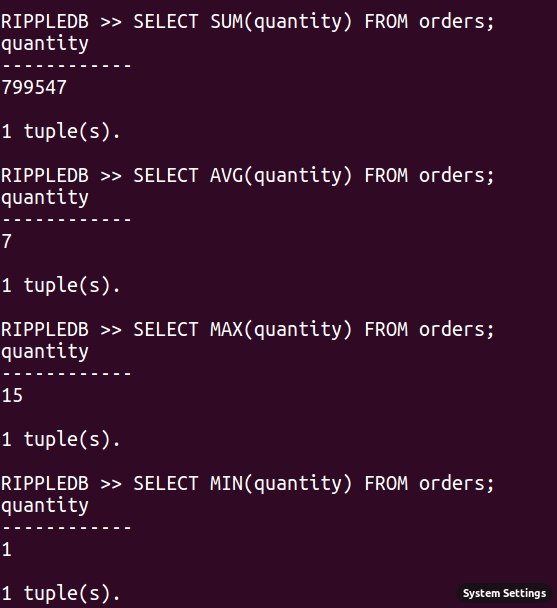 RIPPLEDB >> SELECT SUM(quantity) FROM orders;
quantity
------------
799547
1 tuple(s).
RIPPLEDB >> SELECT AVG(quantity) FROM orders;
quantity
------------
7
1 tuple(s).
RIPPLEDB >> SELECT MAX(quantity) FROM orders;
quantity
------------
15
1 tuple(s).
RIPPLEDB >> SELECT MIN(quantity) FROM orders;
quantity
------------
1
1 tuple(s).
System Settings